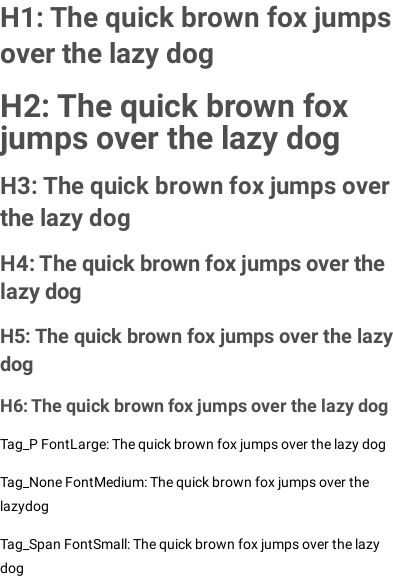 H1: The quick brown fox jumps
over the lazy dog
H2: The quick brown fox
jumps over the lazy dog
H3: The quick brown fox jumps over
the lazy dog
H4: The quick brown fox jumps over the
lazy dog
H5: The quick brown fox jumps over the lazy
dog
H6: The quick brown fox jumps over the lazy dog
Tag_P FontLarge: The quick brown fox jumps over the lazy dog
Tag_None FontMedium: The quick brown fox jumps over the
lazydog
Tag_Span FontSmall: The quick brown fox jumps over the lazy
dog